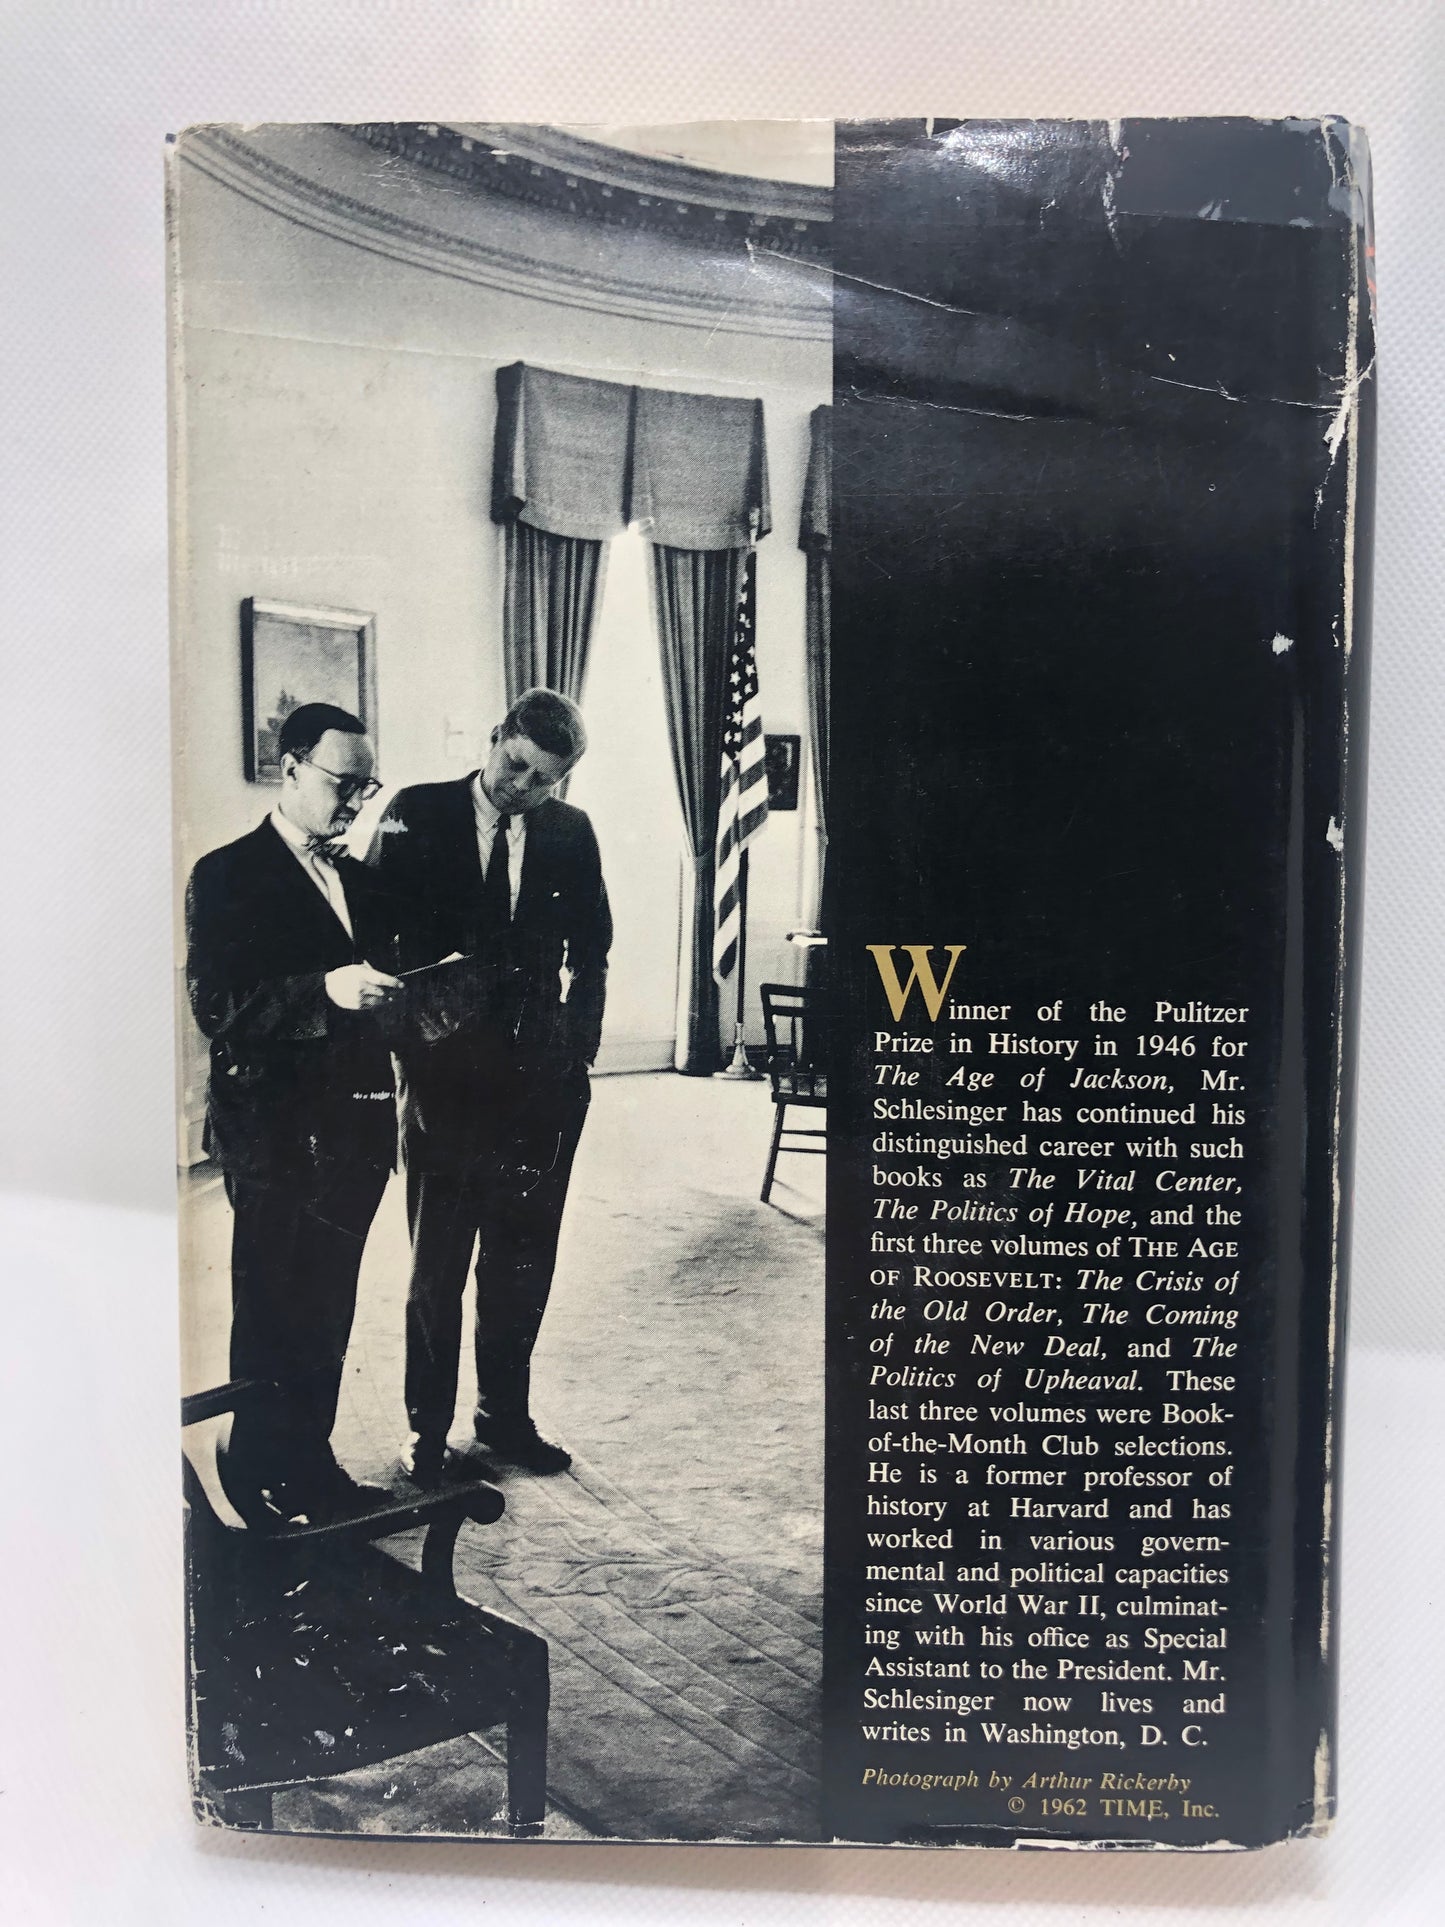 Winner of the Pulitzer
Prize in History in 1946 for
The Age of Jackson, Mr.
Schlesinger has continued his
distinguished career with such
books as The Vital Center,
The Politics of Hope, and the
first three volumes of THE AGE
OF ROOSEVELT: The Crisis of
the Old Order, The Coming
of the New Deal, and The
Politics of Upheaval. These
last three volumes were Book-
of-the-Month Club selections.
He is a former professor of
history at Harvard and has
worked in various govern-
mental and political capacities
since World War II, culminat-
ing with his office as Special
Assistant to the President. Mr.
Schlesinger now lives and
writes in Washington, D. C.
Photograph by Arthur Rickerby
© 1962 TIME, Inc.